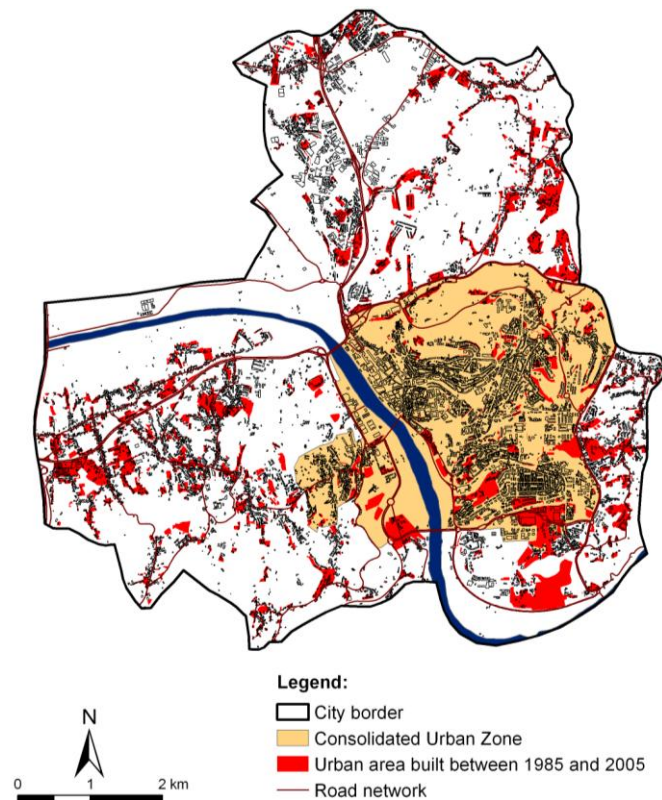 Legend:
City border
Consolidated Urban Zone
Urban area built between 1985 and 2005
Road network
N
0 1 2 km